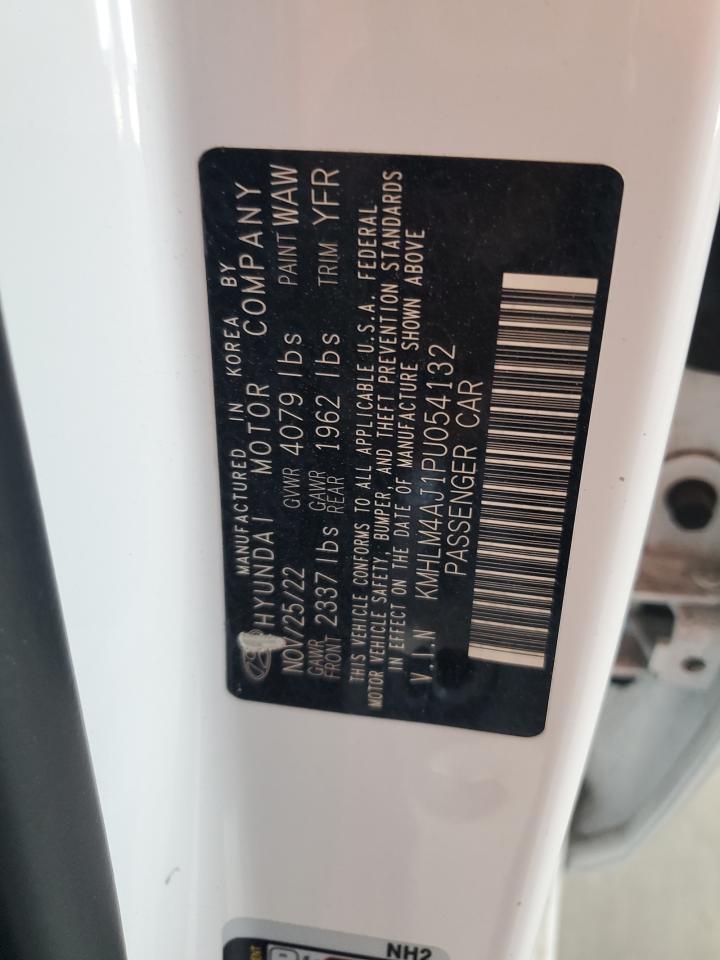 MANUFACTURED IN KOREA BY
HYUNDAI MOTOR COMPANY
NOV/25/22 GVWR 4079 lbs PAINT WAW
GAWR FRONT 2337 lbs GAWR REAR 1962 lbs TRIM YFR
THIS VEHICLE CONFORMS TO ALL APPLICABLE U.S.A. FEDERAL
MOTOR VEHICLE SAFETY, BUMPER, AND THEFT PREVENTION STANDARDS
IN EFFECT ON THE DATE OF MANUFACTURE SHOWN ABOVE
V.I.N KMHLM4AJ1PU054132
PASSENGER CAR
NH2